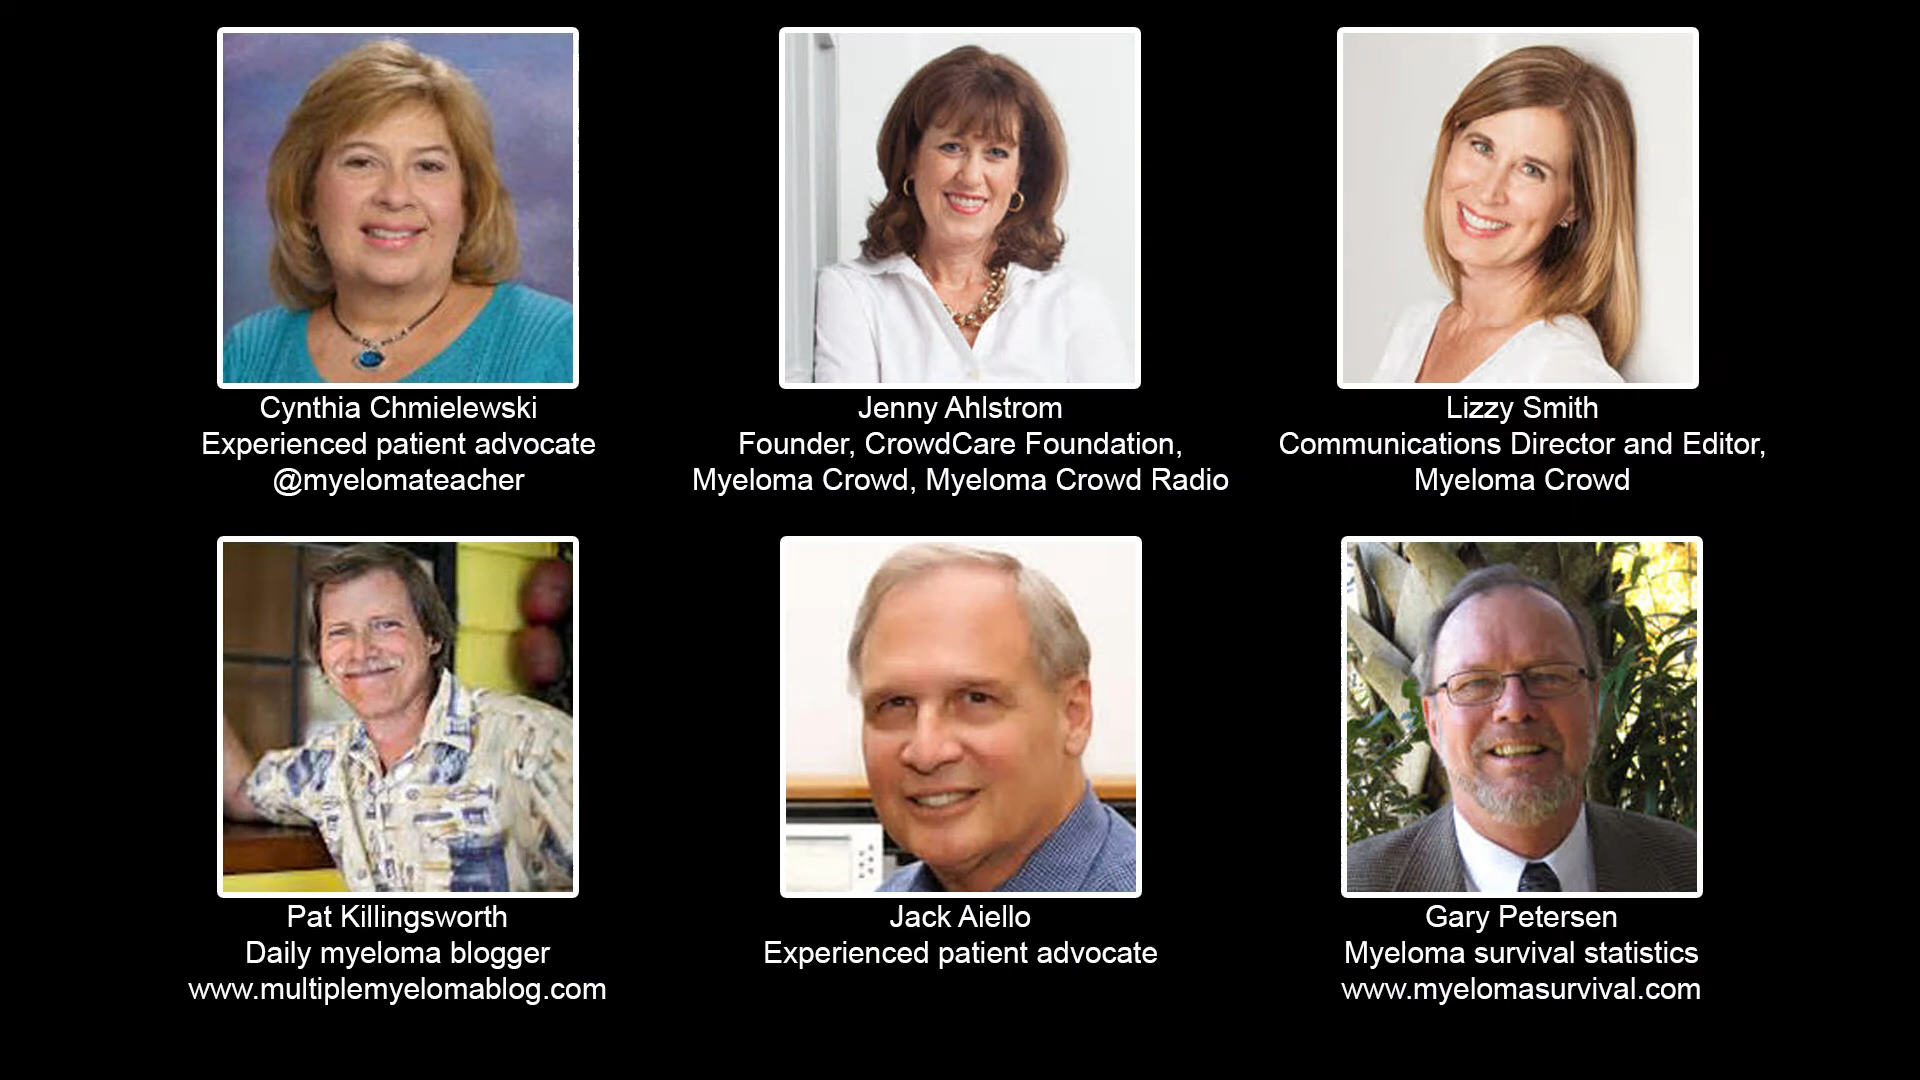 Cynthia Chmielewski
Experienced patient advocate
@myelomateacher
Jenny Ahlstrom
Founder, CrowdCare Foundation,
Myeloma Crowd, Myeloma Crowd Radio
Lizzy Smith
Communications Director and Editor,
Myeloma Crowd
Pat Killingsworth
Daily myeloma blogger
www.multiplemyelomablog.com
Jack Aiello
Experienced patient advocate
Gary Petersen
Myeloma survival statistics
www.myelomasurvival.com